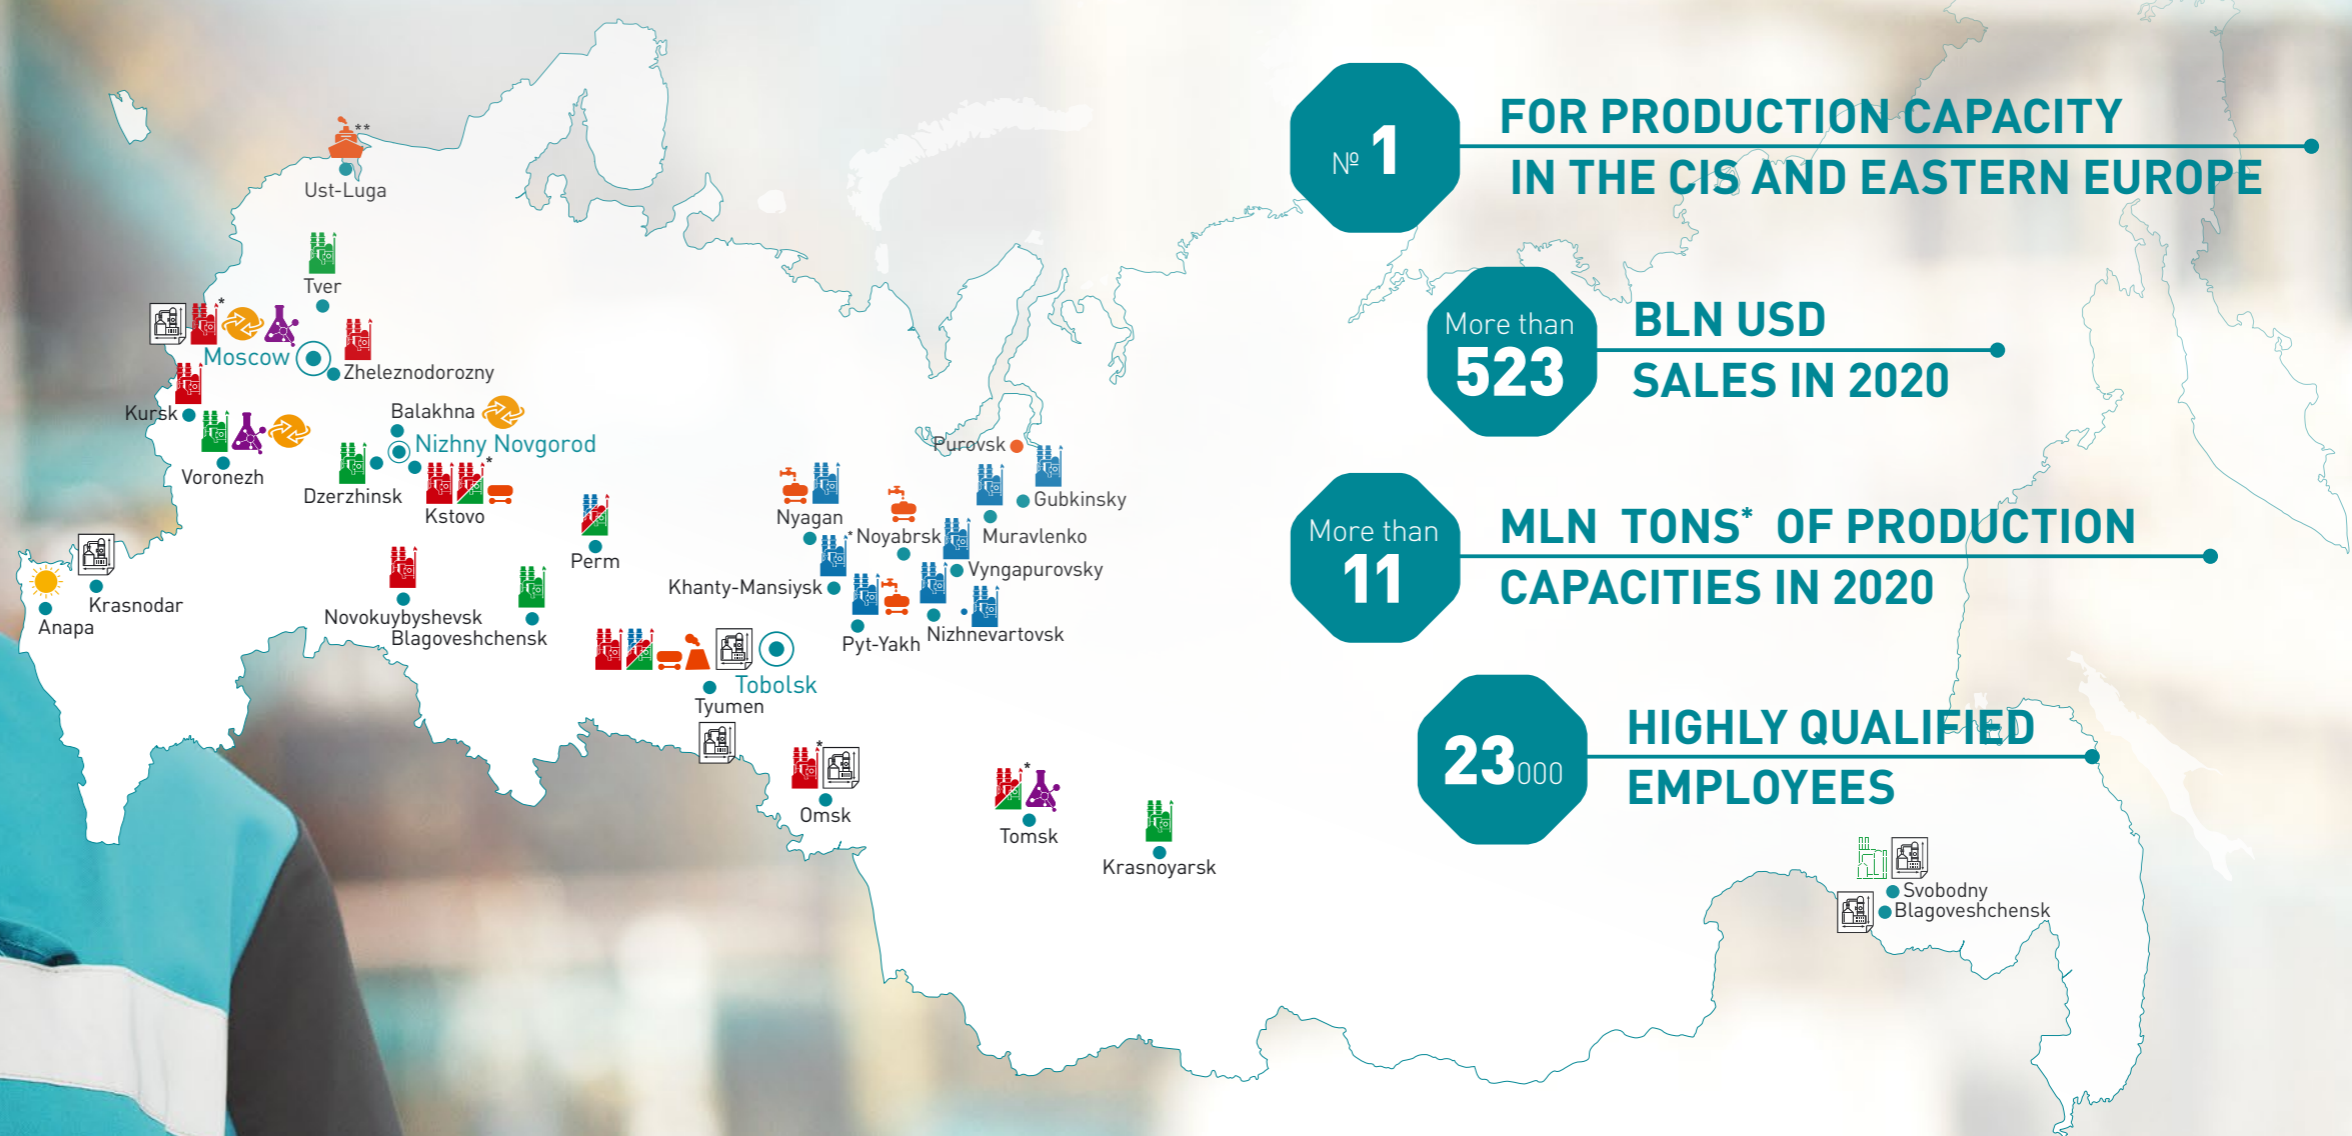 **
Ust-Luga
Tver
*
Moscow
Zheleznodorozny
Kursk
Balakhna
Nizhny Novgorod
Voronezh
*
Dzerzhinsk
Kstovo
Perm
Krasnodar
Anapa
Novokuybyshevsk
Blagoveshchensk
Purovsk
Gubkinsky
Nyagan
*
Noyabrsk
Muravlenko
Vyngapurovsky
Khanty-Mansiysk
Nizhnevartovsk
Pyt-Yakh
Tobolsk
Tyumen
*
Omsk
*
Tomsk
Krasnoyarsk
Svobodny
Blagoveshchensk
№ 1
FOR PRODUCTION CAPACITY
IN THE CIS AND EASTERN EUROPE
More than
523
BLN USD
SALES IN 2020
More than
11
MLN TONS* OF PRODUCTION
CAPACITIES IN 2020
23 000
HIGHLY QUALIFIED
EMPLOYEES